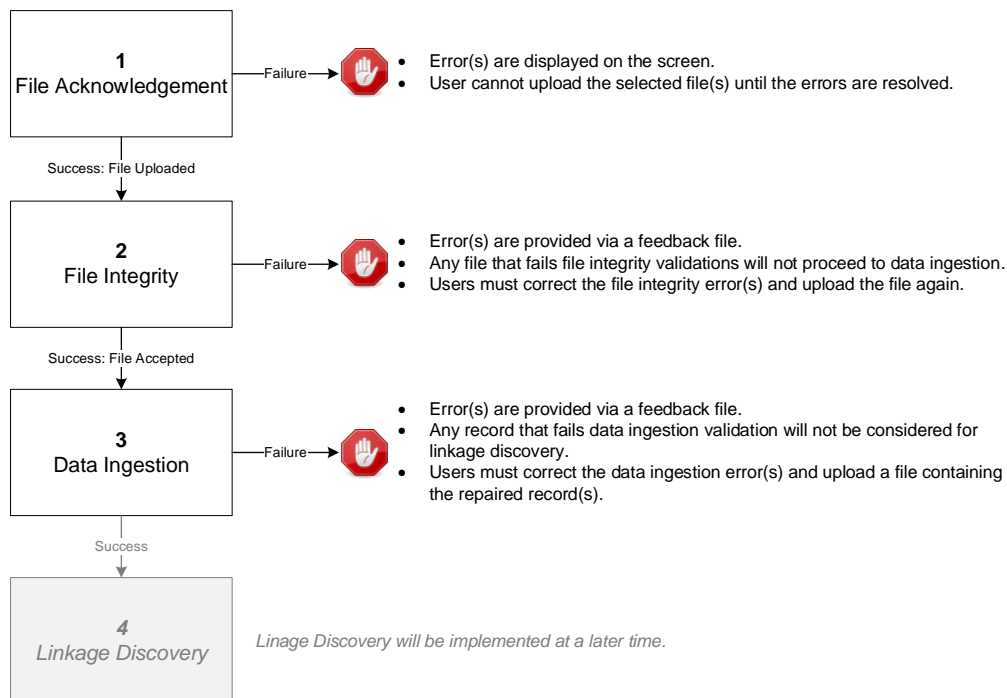 1
File Acknowledgement
Failure
• Error(s) are displayed on the screen.
• User cannot upload the selected file(s) until the errors are resolved.
Success: File Uploaded
2
File Integrity
Failure
• Error(s) are provided via a feedback file.
• Any file that fails file integrity validations will not proceed to data ingestion.
• Users must correct the file integrity error(s) and upload the file again.
Success: File Accepted
3
Data Ingestion
Failure
• Error(s) are provided via a feedback file.
• Any record that fails data ingestion validation will not be considered for
linkage discovery.
• Users must correct the data ingestion error(s) and upload a file containing
the repaired record(s).
Success
4
Linkage Discovery
Linage Discovery will be implemented at a later time.